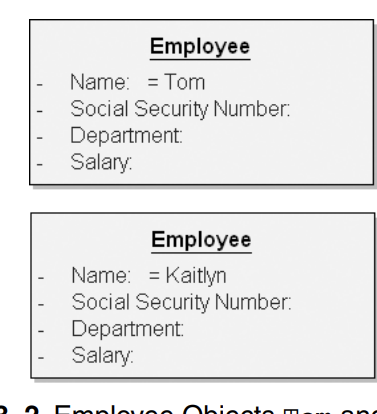 Employee
- Name: = Tom
- Social Security Number:
- Department:
- Salary:
Employee
- Name: = Kaitlyn
- Social Security Number:
- Department:
- Salary:
2 Employee Objects Tom and